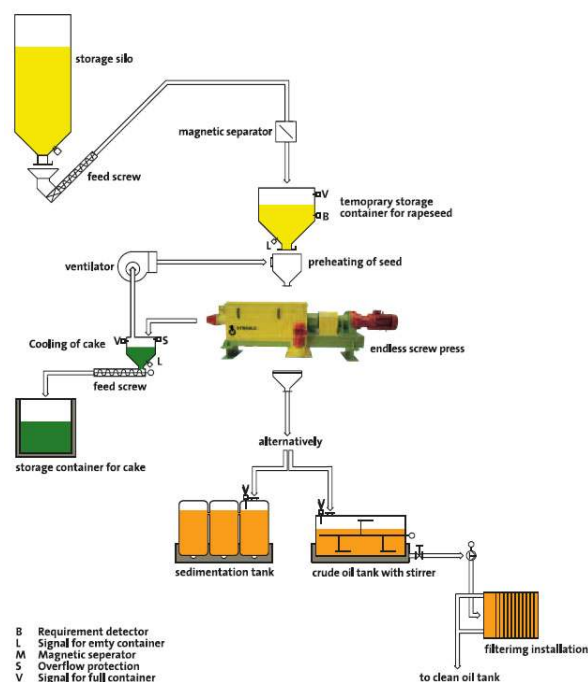 storage silo
magnetic separator
feed screw
V
temoprary storage
B
container for rapeseed
L
ventilator
preheating of seed
V
S
Cooling of cake
endless screw press
L
feed screw
storage container for cake
alternatively
V
V
sedimentation tank
crude oil tank with stirrer
filterimg installation
to clean oil tank
B Requirement detector
L Signal for emty container
M Magnetic seperator
S Overflow protection
V Signal for full container